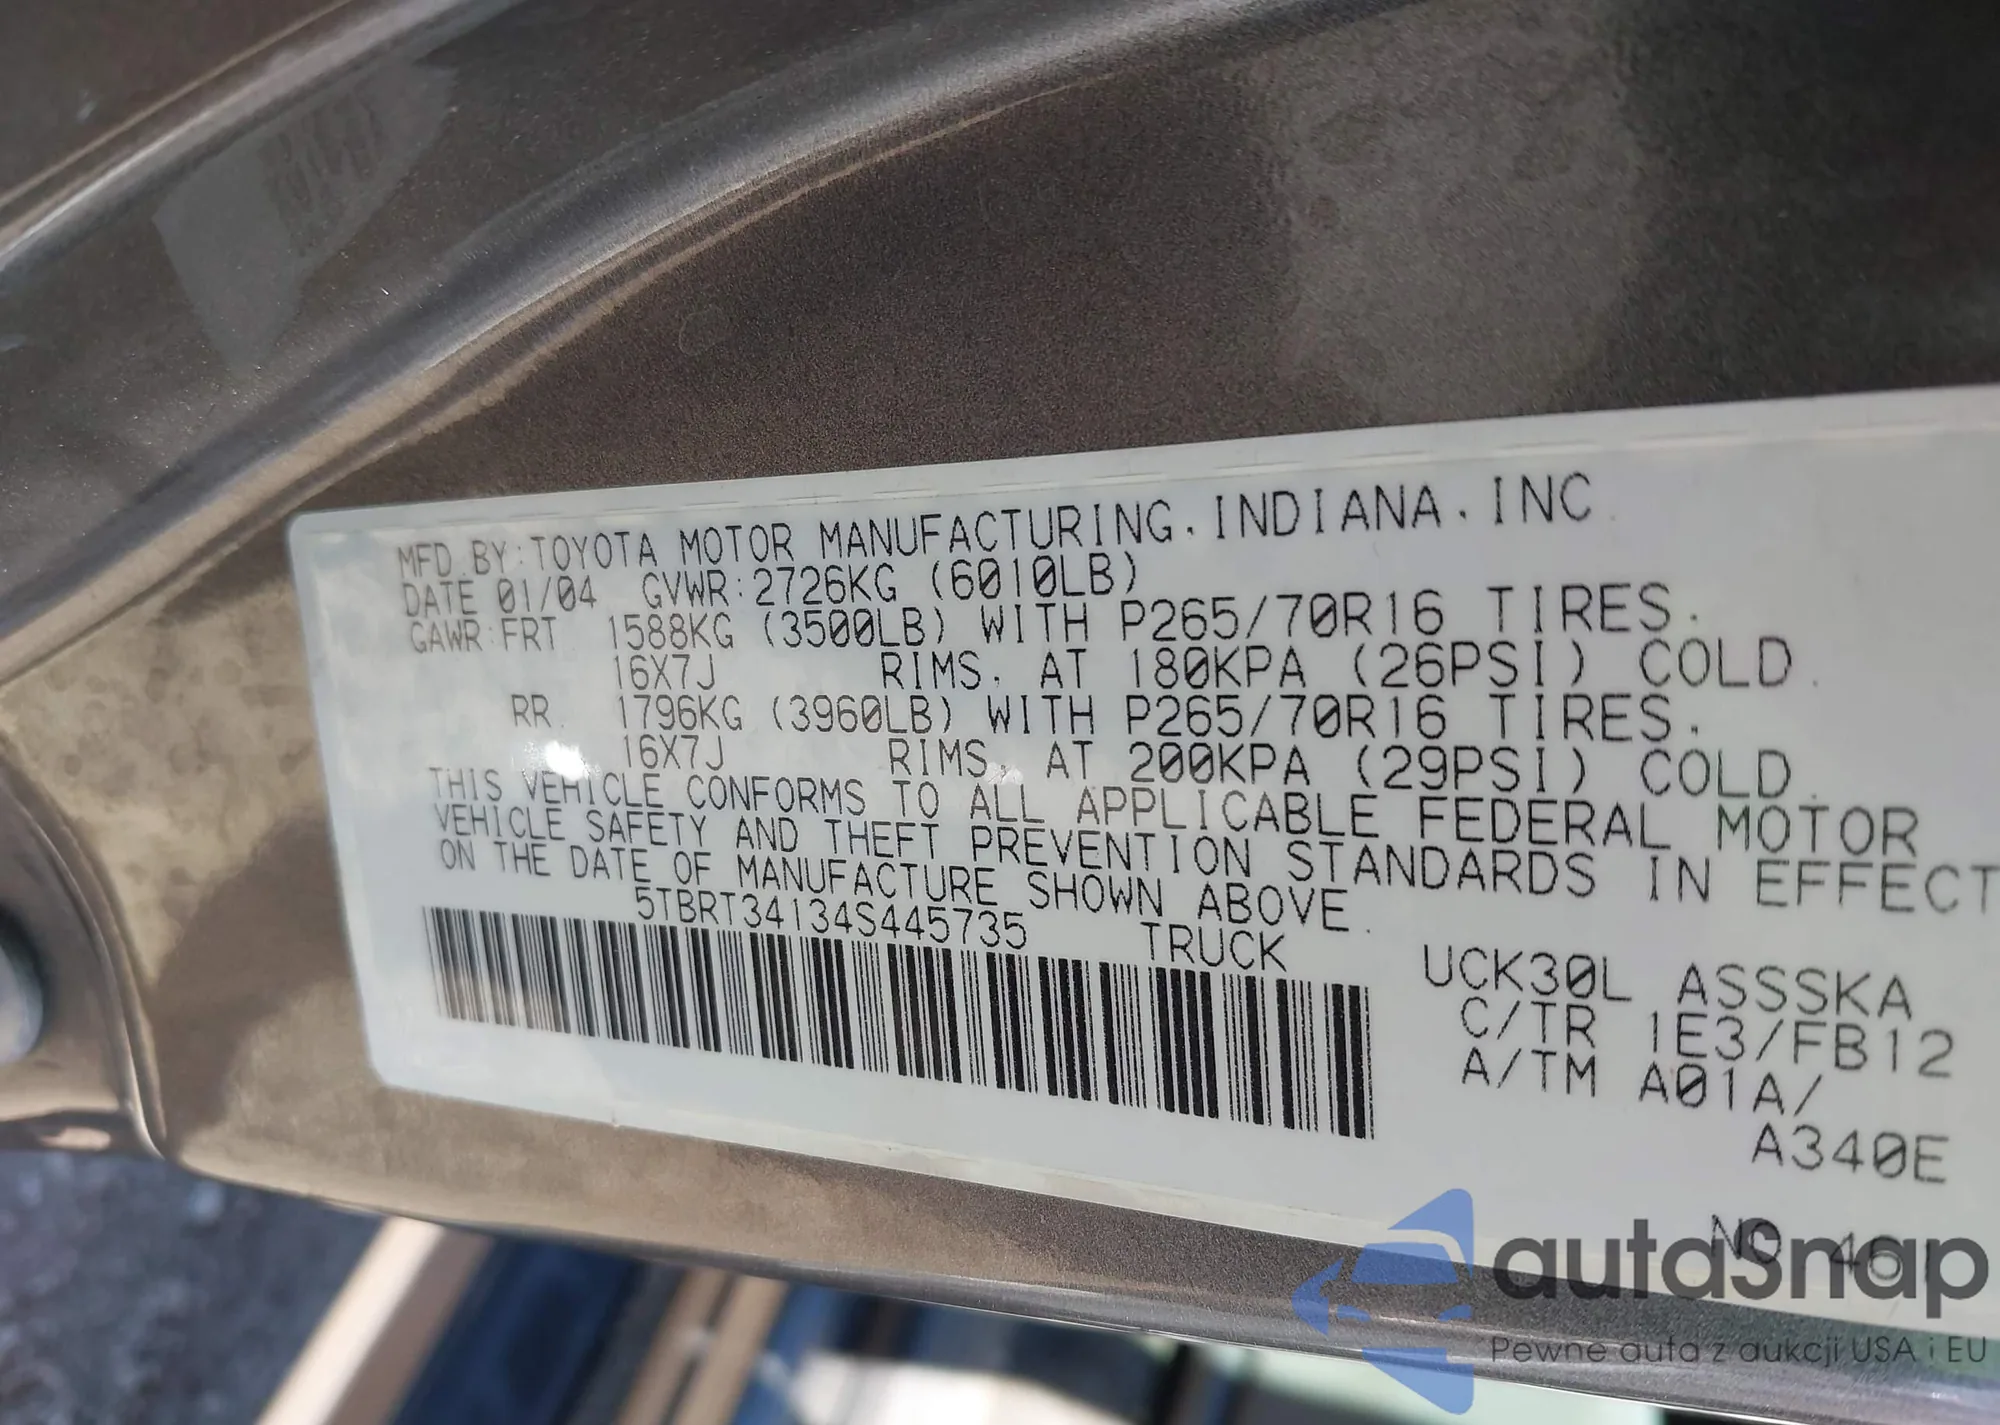 MFD. BY: TOYOTA MOTOR MANUFACTURING, INDIANA, INC.
DATE 01/04 GVWR: 2726KG (6010LB)
GAWR: FRT 1588KG (3500LB) WITH P265/70R16 TIRES,
16X7J RIMS, AT 180KPA (26PSI) COLD.
RR. 1796KG (3960LB) WITH P265/70R16 TIRES,
16X7J RIMS, AT 200KPA (29PSI) COLD.
THIS VEHICLE CONFORMS TO ALL APPLICABLE FEDERAL MOTOR
VEHICLE SAFETY AND THEFT PREVENTION STANDARDS IN EFFECT
ON THE DATE OF MANUFACTURE SHOWN ABOVE.
5TBRT34134S445735 TRUCK
UCK30L ASSSKA
C/TR 1E3/FB12
A/TM A01A/
A340E
NO.
autoSnap
Pewne auta z aukcji USA i EU